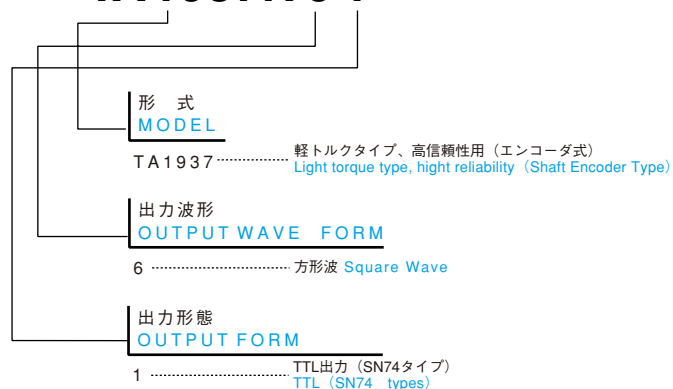 形 式
MODEL
TA1937 軽トルクタイプ、高信頼性用（エンコーダ式）
Light torque type, hight reliability（Shaft Encoder Type）
出力波形
OUTPUT WAVE FORM
6 方形波 Square Wave
出力形態
OUTPUT FORM
1 TTL出力（SN74タイプ）
TTL（SN74 types）